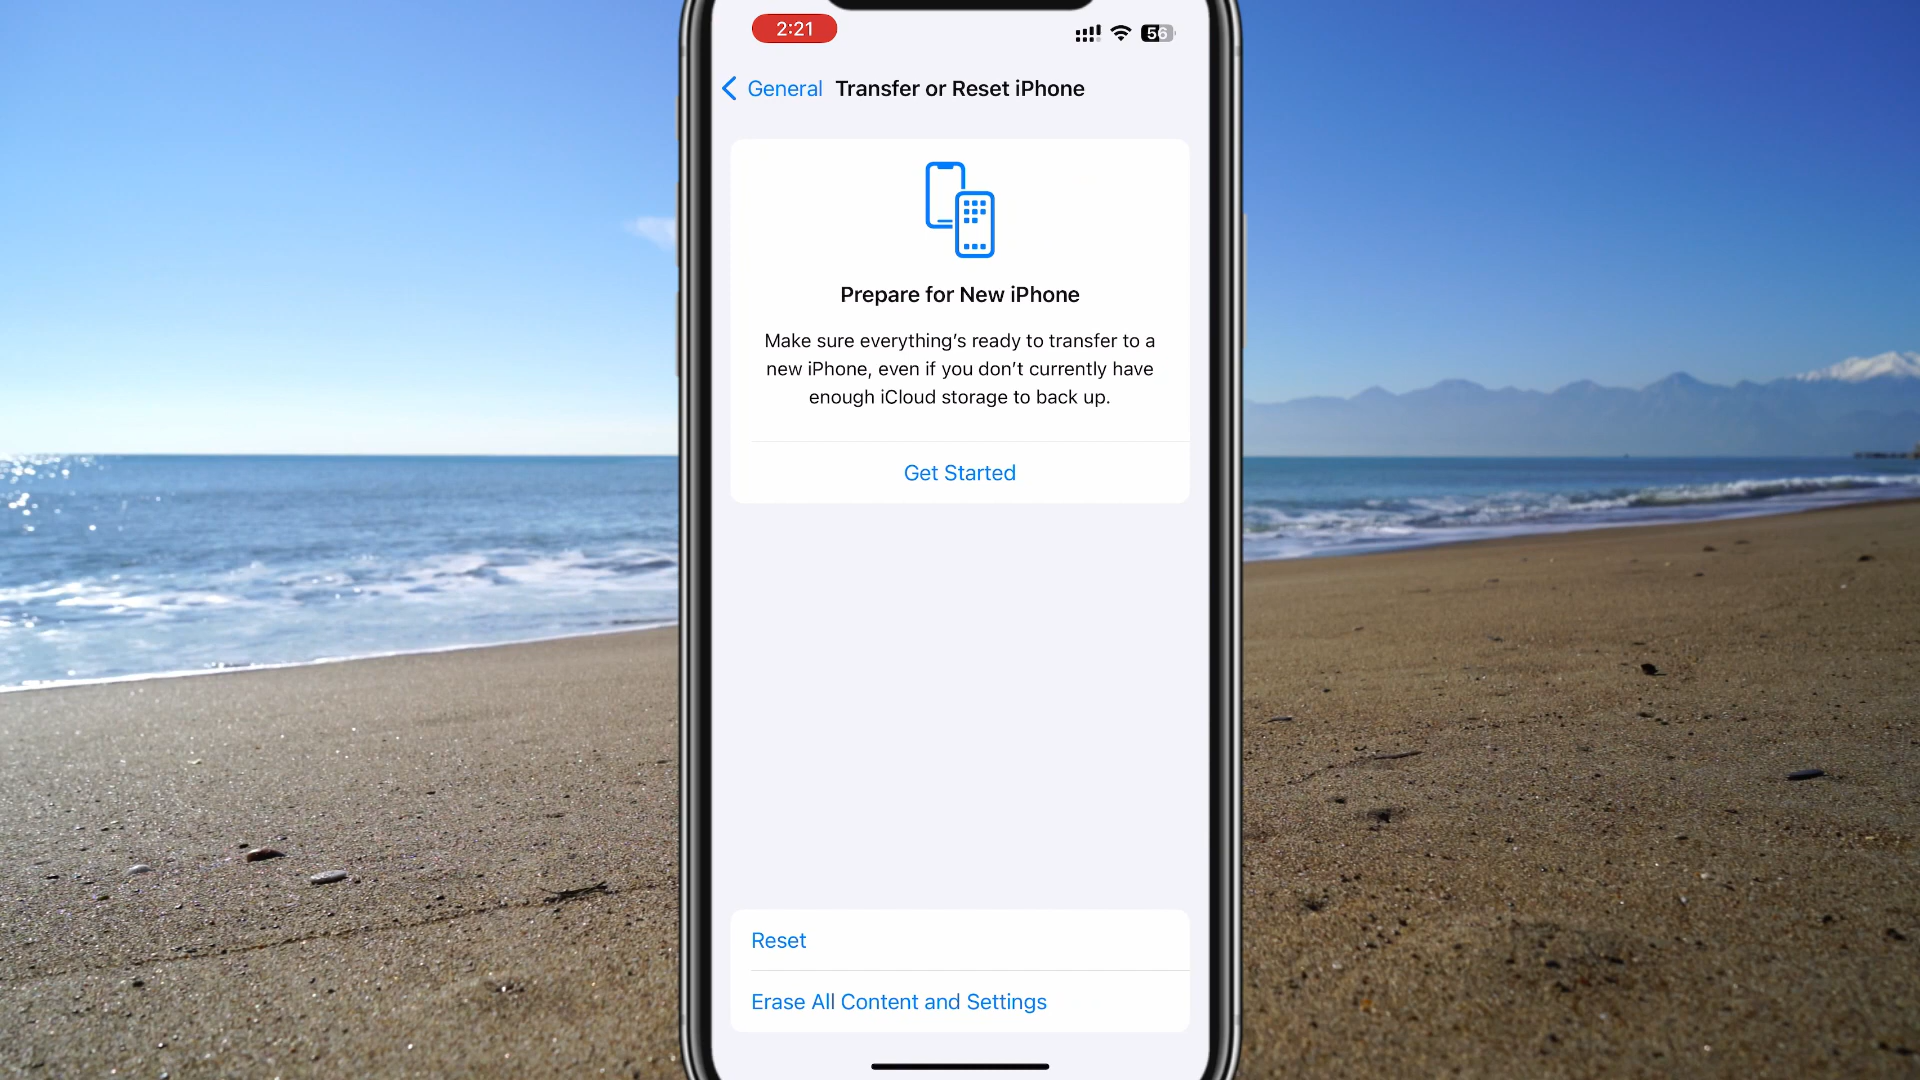 2:21
56
General Transfer or Reset iPhone
Prepare for New iPhone
Make sure everything’s ready to transfer to a
new iPhone, even if you don’t currently have
enough iCloud storage to back up.
Get Started
Reset
Erase All Content and Settings